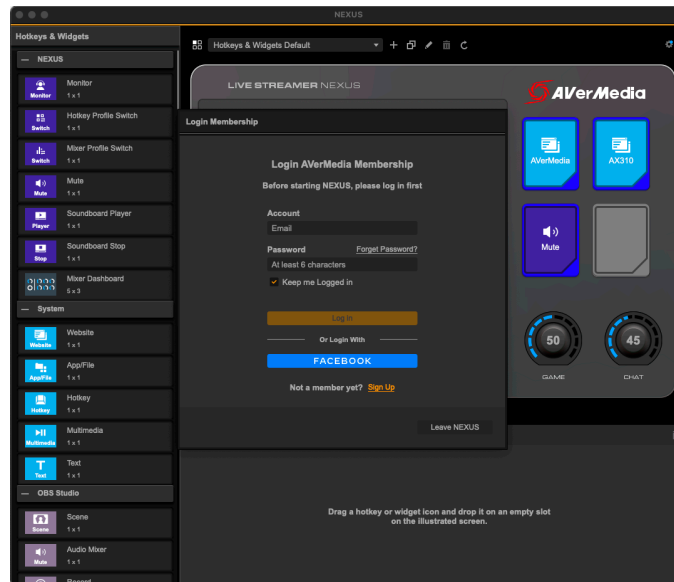 NEXUS
Hotkeys & Widgets
Hotkeys & Widgets Default
— NEXUS
Monitor
Monitor
1 x 1
Switch
Hotkey Profile Switch
1 x 1
Switch
Mixer Profile Switch
1 x 1
Mute
Mute
1 x 1
Player
Soundboard Player
1 x 1
Stop
Soundboard Stop
1 x 1
Mixer Dashboard
5 x 3
— System
Website
Website
1 x 1
App/File
App/File
1 x 1
Hotkey
Hotkey
1 x 1
Multimedia
Multimedia
1 x 1
Text
Text
1 x 1
— OBS Studio
Scene
Scene
1 x 1
Mute
Audio Mixer
1 x 1
Record
LIVE STREAMER NEXUS
AVerMedia
AVerMedia
AX310
Mute
50
45
GAME
CHAT
Login Membership
Login AVerMedia Membership
Before starting NEXUS, please log in first
Account
Email
Password
Forget Password?
At least 6 characters
Keep me Logged in
Log in
Or Login With
FACEBOOK
Not a member yet? Sign Up
Leave NEXUS
Drag a hotkey or widget icon and drop it on an empty slot
on the illustrated screen.